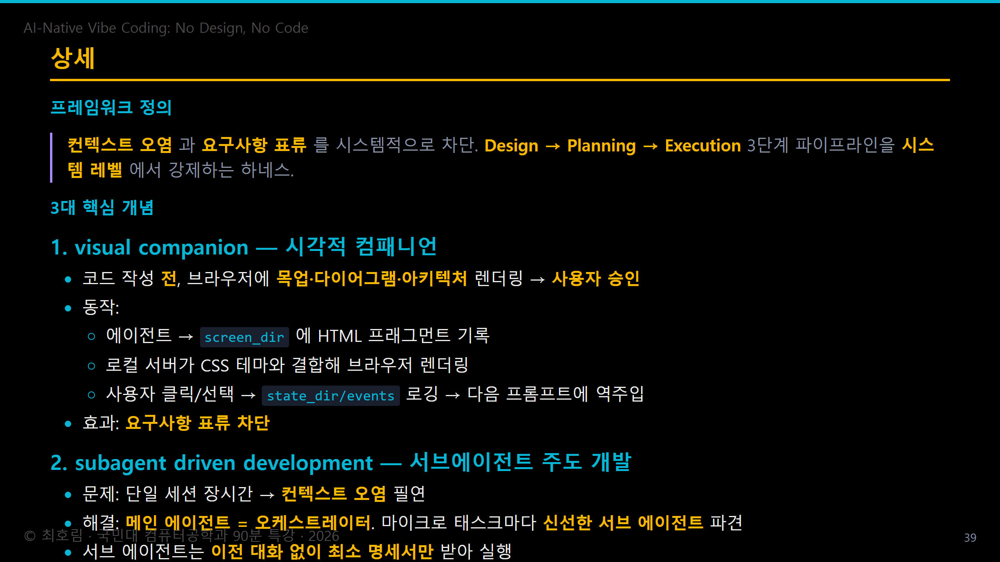 AI-Native Vibe Coding: No Design, No Code
상세
프레임워크 정의
컨텍스트 오염 과 요구사항 표류 를 시스템적으로 차단. Design → Planning → Execution 3단계 파이프라인을 시스
템 레벨 에서 강제하는 하네스.
3대 핵심 개념
1. visual companion — 시각적 컴패니언
• 코드 작성 전, 브라우저에 목업·다이어그램·아키텍처 렌더링 → 사용자 승인
• 동작:
○ 에이전트 → screen_dir 에 HTML 프래그먼트 기록
○ 로컬 서버가 CSS 테마와 결합해 브라우저 렌더링
○ 사용자 클릭/선택 → state_dir/events 로깅 → 다음 프롬프트에 역주입
• 효과: 요구사항 표류 차단
2. subagent driven development — 서브에이전트 주도 개발
• 문제: 단일 세션 장시간 → 컨텍스트 오염 필연
• 해결: 메인 에이전트 = 오케스트레이터. 마이크로 태스크마다 신선한 서브 에이전트 파견
© 최호림 · 국민대 컴퓨터공학과 90분 특강 · 2026
39
• 서브 에이전트는 이전 대화 없이 최소 명세서만 받아 실행